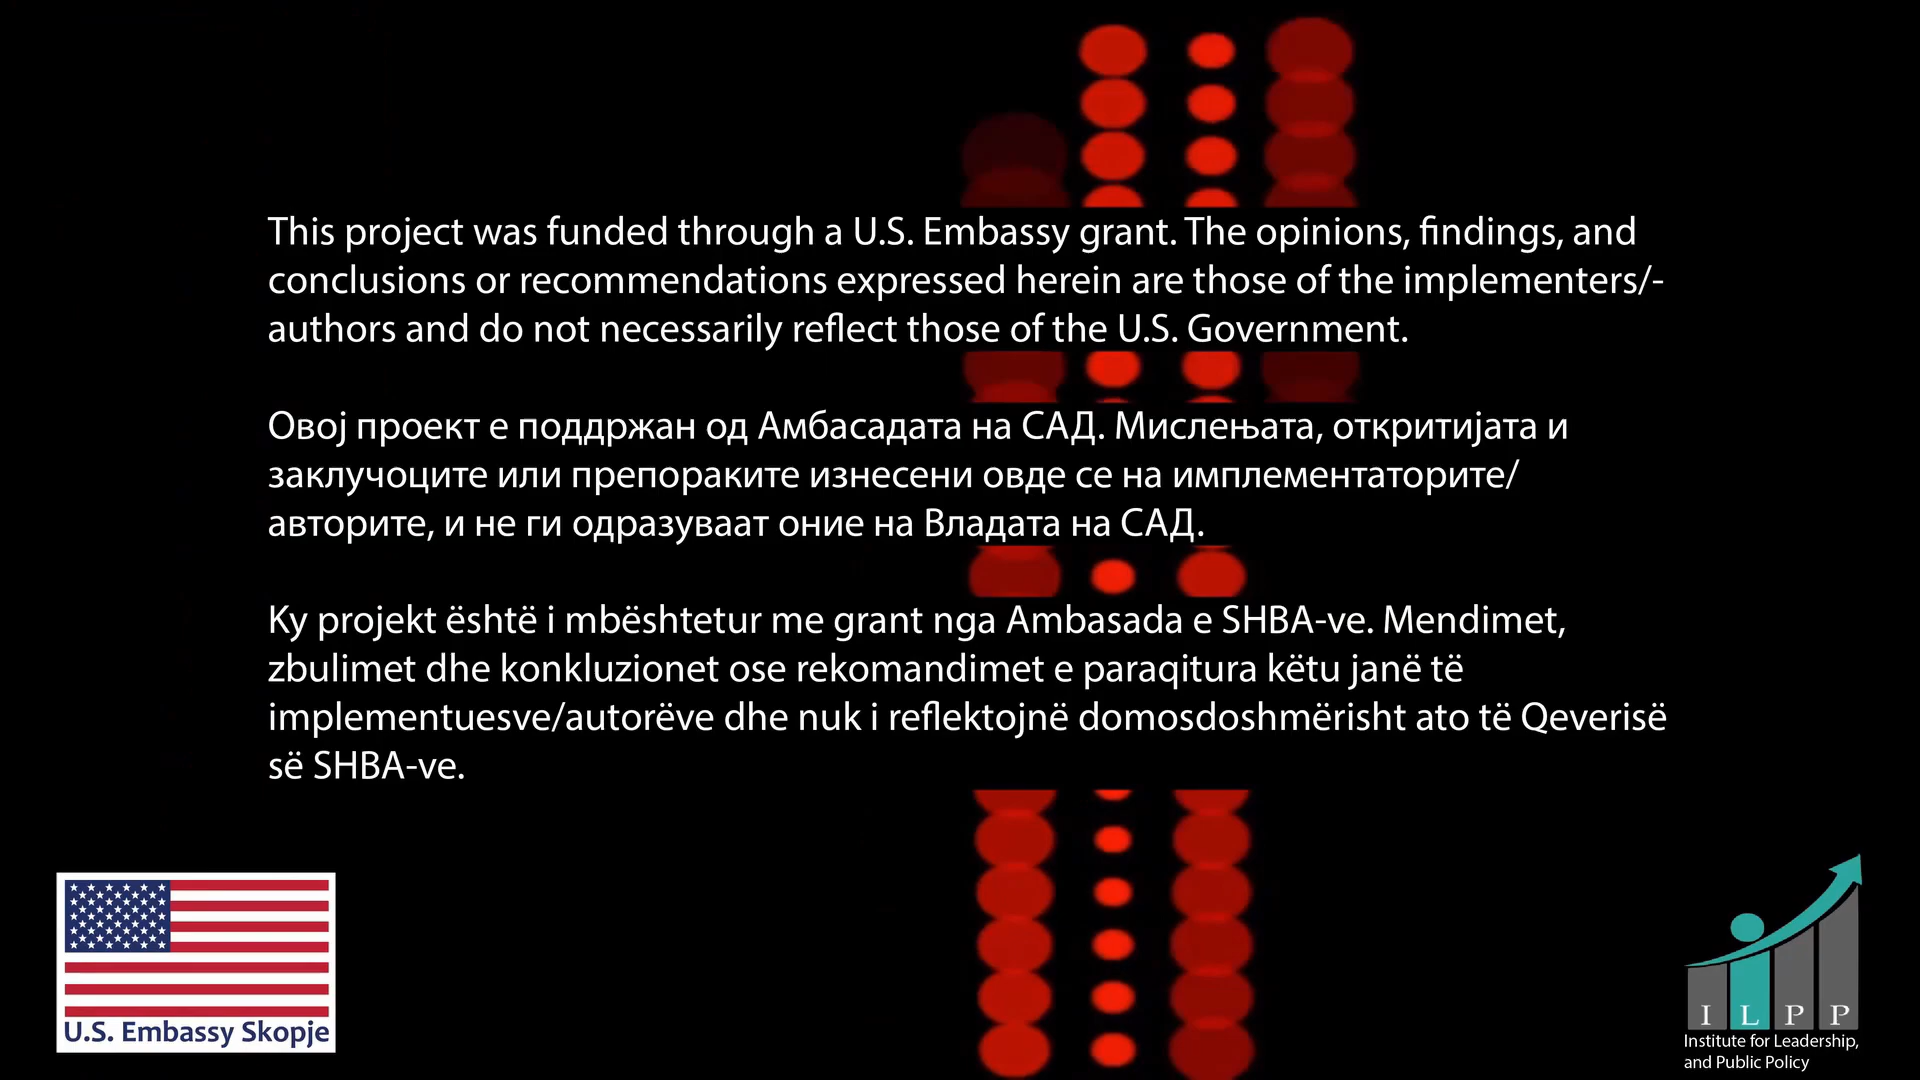 This project was funded through a U.S. Embassy grant. The opinions, findings, and
conclusions or recommendations expressed herein are those of the implementers/-
authors and do not necessarily reflect those of the U.S. Government.
Овој проект е поддржан од Амбасадата на САД. Мислењата, откритијата и
заклучоците или препораките изнесени овде се на имплементаторите/
авторите, и не ги одразуваат оние на Владата на САД.
Ky projekt është i mbështetur me grant nga Ambasada e SHBA-ve. Mendimet,
zbulimet dhe konkluzionet ose rekomandimet e paraqitura këtu janë të
implementuesve/autorëve dhe nuk i reflektojnë domosdoshmërisht ato të Qeverisë
së SHBA-ve.
U.S. Embassy Skopje
I L P P
Institute for Leadership,
and Public Policy